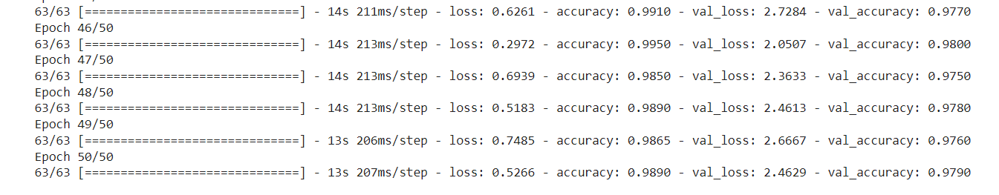 63/63 [==============================] - 14s 211ms/step - loss: 0.6261 - accuracy: 0.9910 - val_loss: 2.7284 - val_accuracy: 0.9770
Epoch 46/50
63/63 [==============================] - 14s 213ms/step - loss: 0.2972 - accuracy: 0.9950 - val_loss: 2.0507 - val_accuracy: 0.9800
Epoch 47/50
63/63 [==============================] - 14s 213ms/step - loss: 0.6939 - accuracy: 0.9850 - val_loss: 2.3633 - val_accuracy: 0.9750
Epoch 48/50
63/63 [==============================] - 14s 213ms/step - loss: 0.5183 - accuracy: 0.9890 - val_loss: 2.4613 - val_accuracy: 0.9780
Epoch 49/50
63/63 [==============================] - 13s 206ms/step - loss: 0.7485 - accuracy: 0.9865 - val_loss: 2.6667 - val_accuracy: 0.9760
Epoch 50/50
63/63 [==============================] - 13s 207ms/step - loss: 0.5266 - accuracy: 0.9890 - val_loss: 2.4629 - val_accuracy: 0.9790